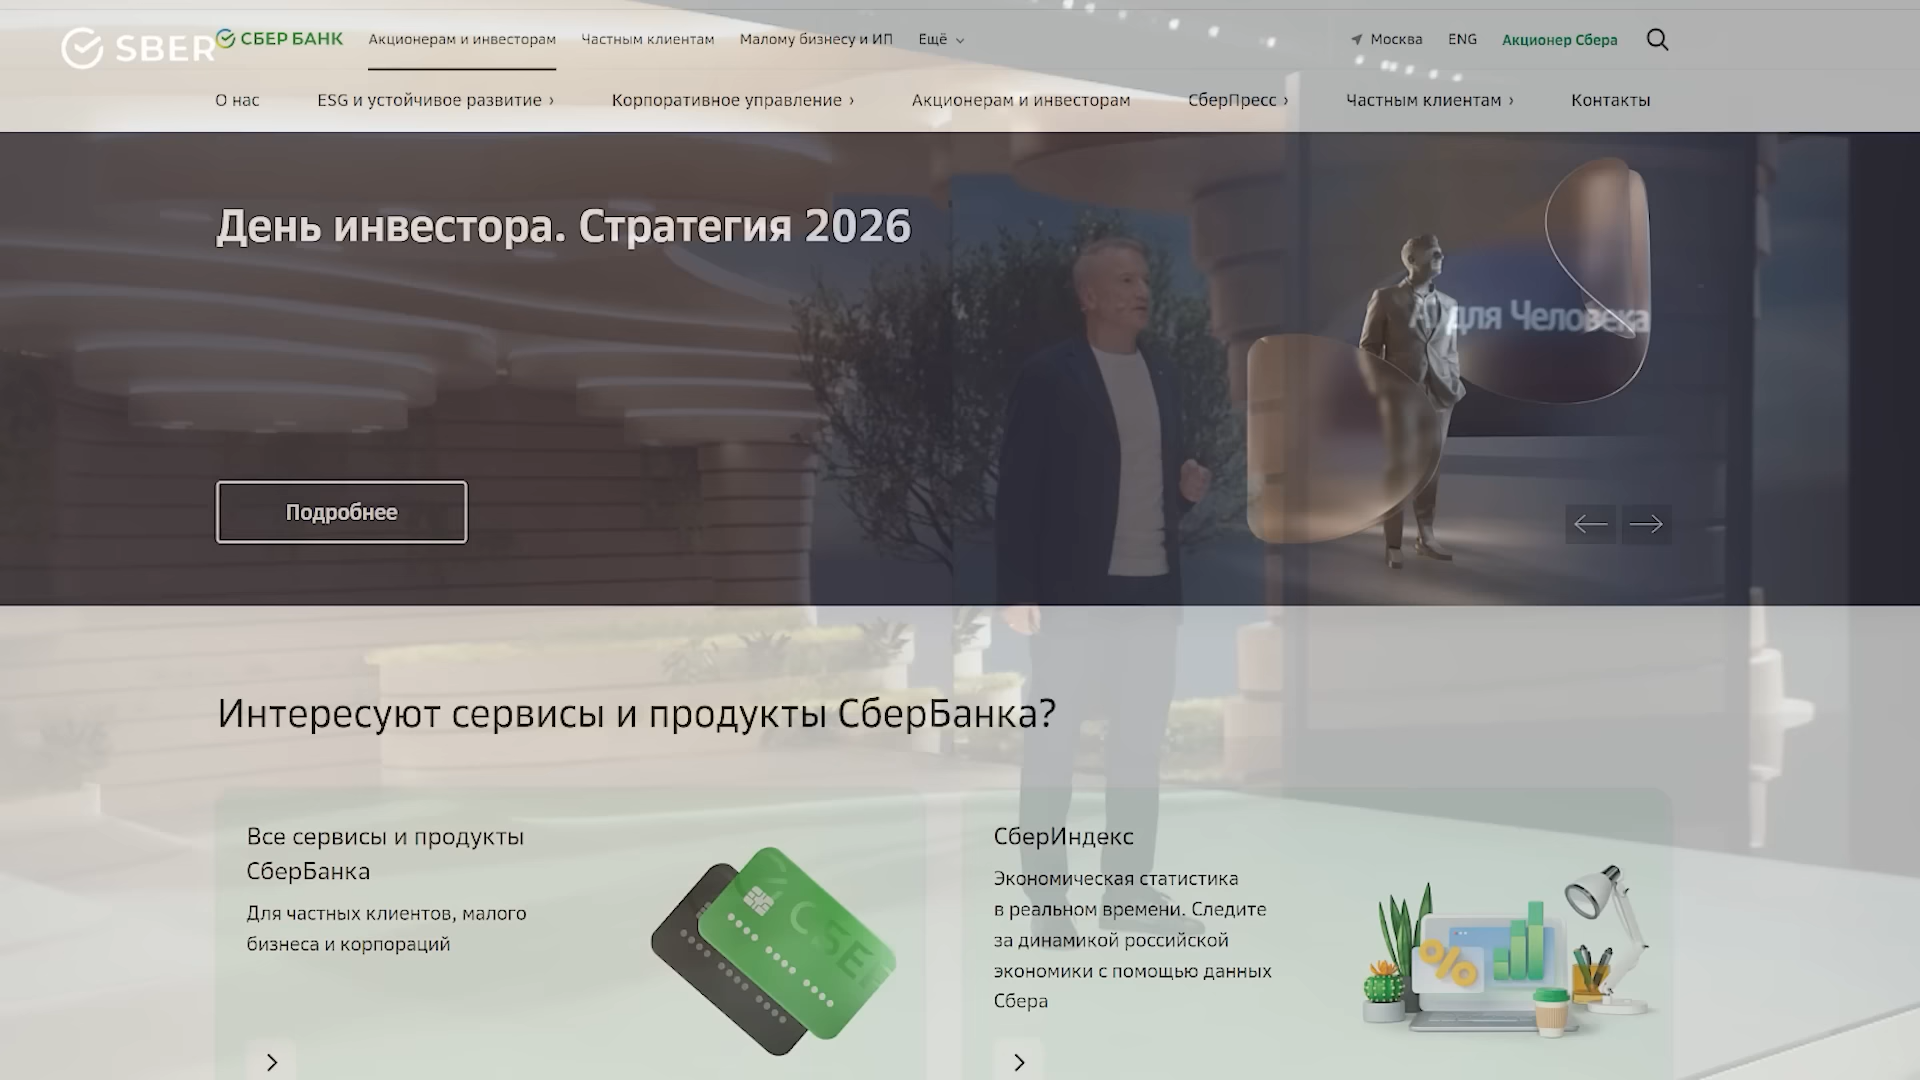 SBER
СБЕР БАНК Акционерам и инвесторам Частным клиентам Малому бизнесу и ИП Ещё Москва ENG Акционер Сбера
О нас ESG и устойчивое развитие › Корпоративное управление › Акционерам и инвесторам СберПресс › Частным клиентам › Контакты
День инвестора. Стратегия 2026
для Человека
Подробнее
Интересуют сервисы и продукты СберБанка?
Все сервисы и продукты
СберБанка
Для частных клиентов, малого
бизнеса и корпораций
СберИндекс
Экономическая статистика
в реальном времени. Следите
за динамикой российской
экономики с помощью данных
Сбера
%